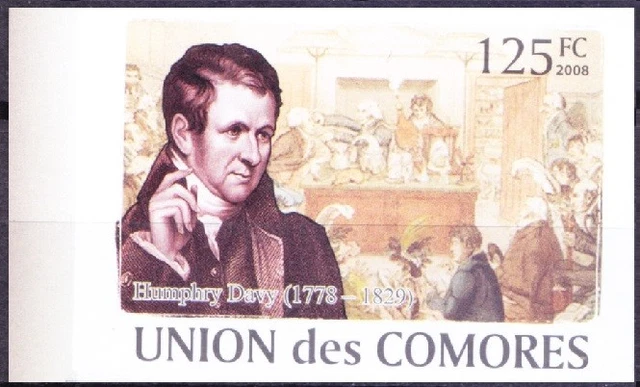 125 FC
2008
Humphry Davy (1778 – 1829)
UNION des COMORES